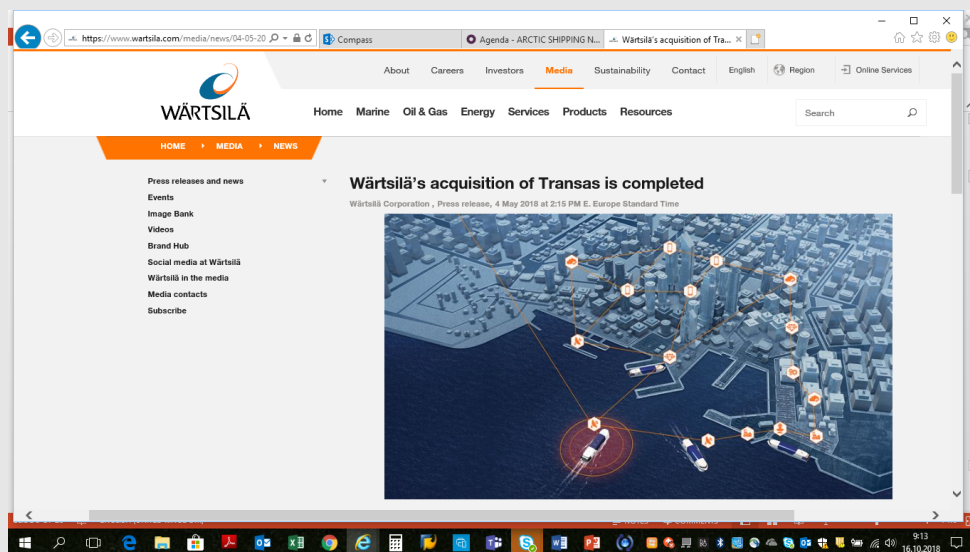 https://www.wartsila.com/media/news/04-05-20
Compass
Agenda - ARCTIC SHIPPING N...
Wärtsilä's acquisition of Tra...
About Careers Investors Media Sustainability Contact English Region Online Services
WÄRTSILÄ
Home Marine Oil & Gas Energy Services Products Resources
Search
HOME MEDIA NEWS
Press releases and news
Events
Image Bank
Videos
Brand Hub
Social media at Wärtsilä
Wärtsilä in the media
Media contacts
Subscribe
Wärtsilä's acquisition of Transas is completed
Wärtsilä Corporation , Press release, 4 May 2018 at 2:15 PM E. Europe Standard Time
9:13
16.10.2018